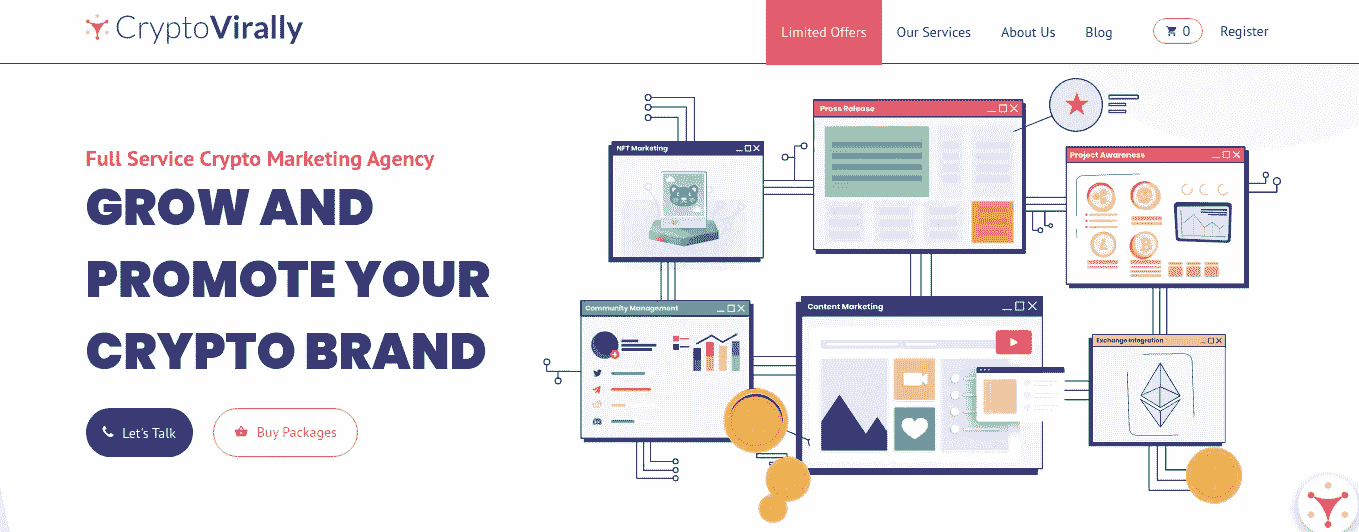 CryptoVirally
Limited Offers
Our Services
About Us
Blog
0
Register
Full Service Crypto Marketing Agency
GROW AND
PROMOTE YOUR
CRYPTO BRAND
Let's Talk
Buy Packages
NFT Marketing
Press Release
Project Awareness
Community Management
Content Marketing
Exchange Integration